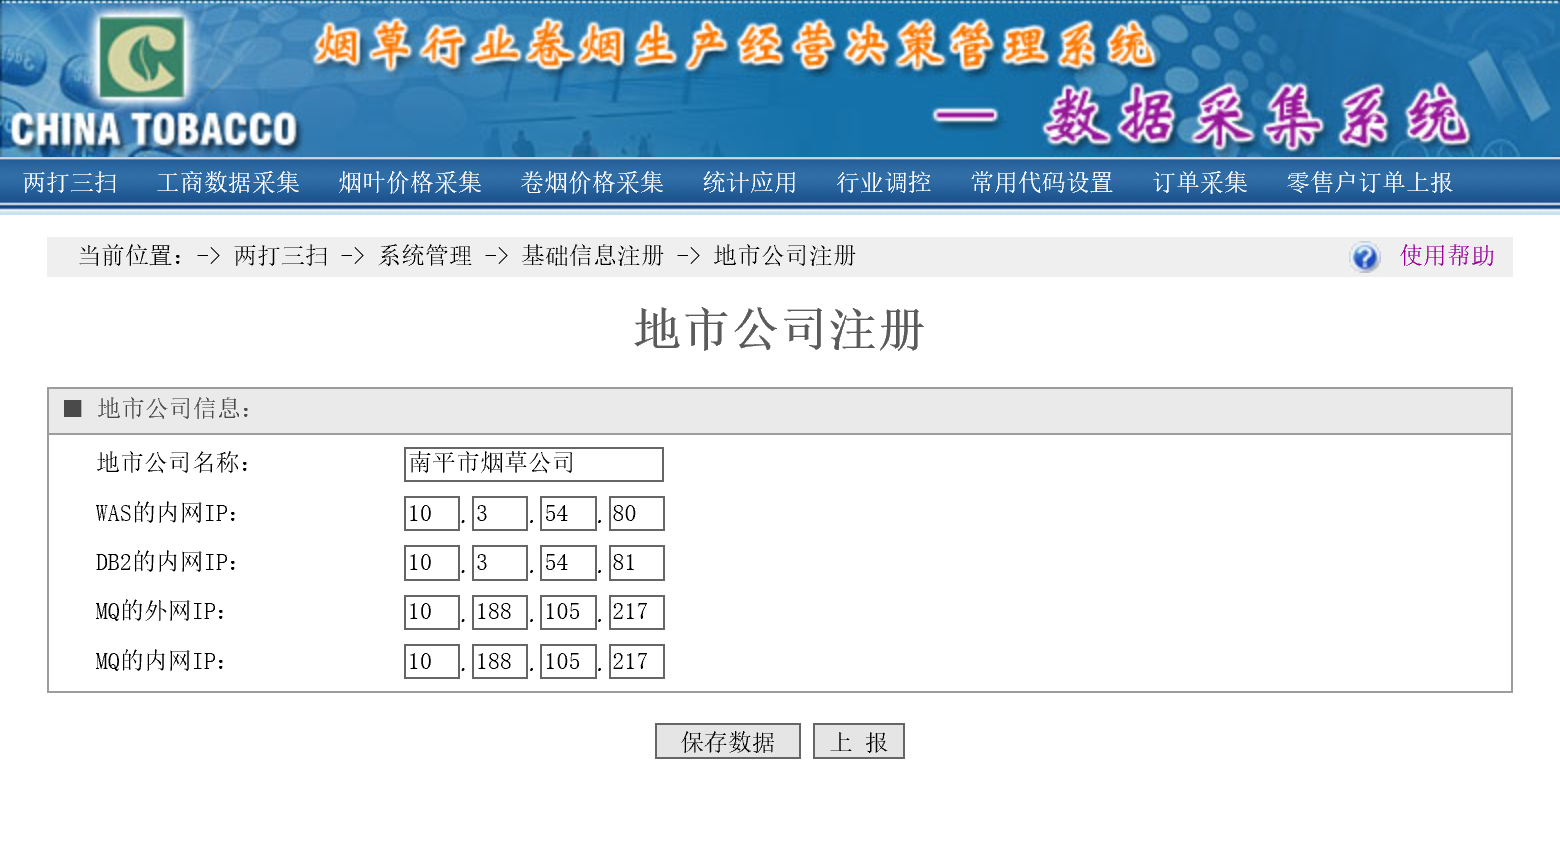 烟草行业卷烟生产经营决策管理系统
— 数据采集系统
CHINA TOBACCO
两打三扫 工商数据采集 烟叶价格采集 卷烟价格采集 统计应用 行业调控 常用代码设置 订单采集 零售户订单上报
当前位置：-> 两打三扫 -> 系统管理 -> 基础信息注册 -> 地市公司注册 使用帮助
地市公司注册
■ 地市公司信息：
地市公司名称： 南平市烟草公司
WAS的内网IP： 10 . 3 . 54 . 80
DB2的内网IP： 10 . 3 . 54 . 81
MQ的外网IP： 10 . 188 . 105 . 217
MQ的内网IP： 10 . 188 . 105 . 217
保存数据 上 报